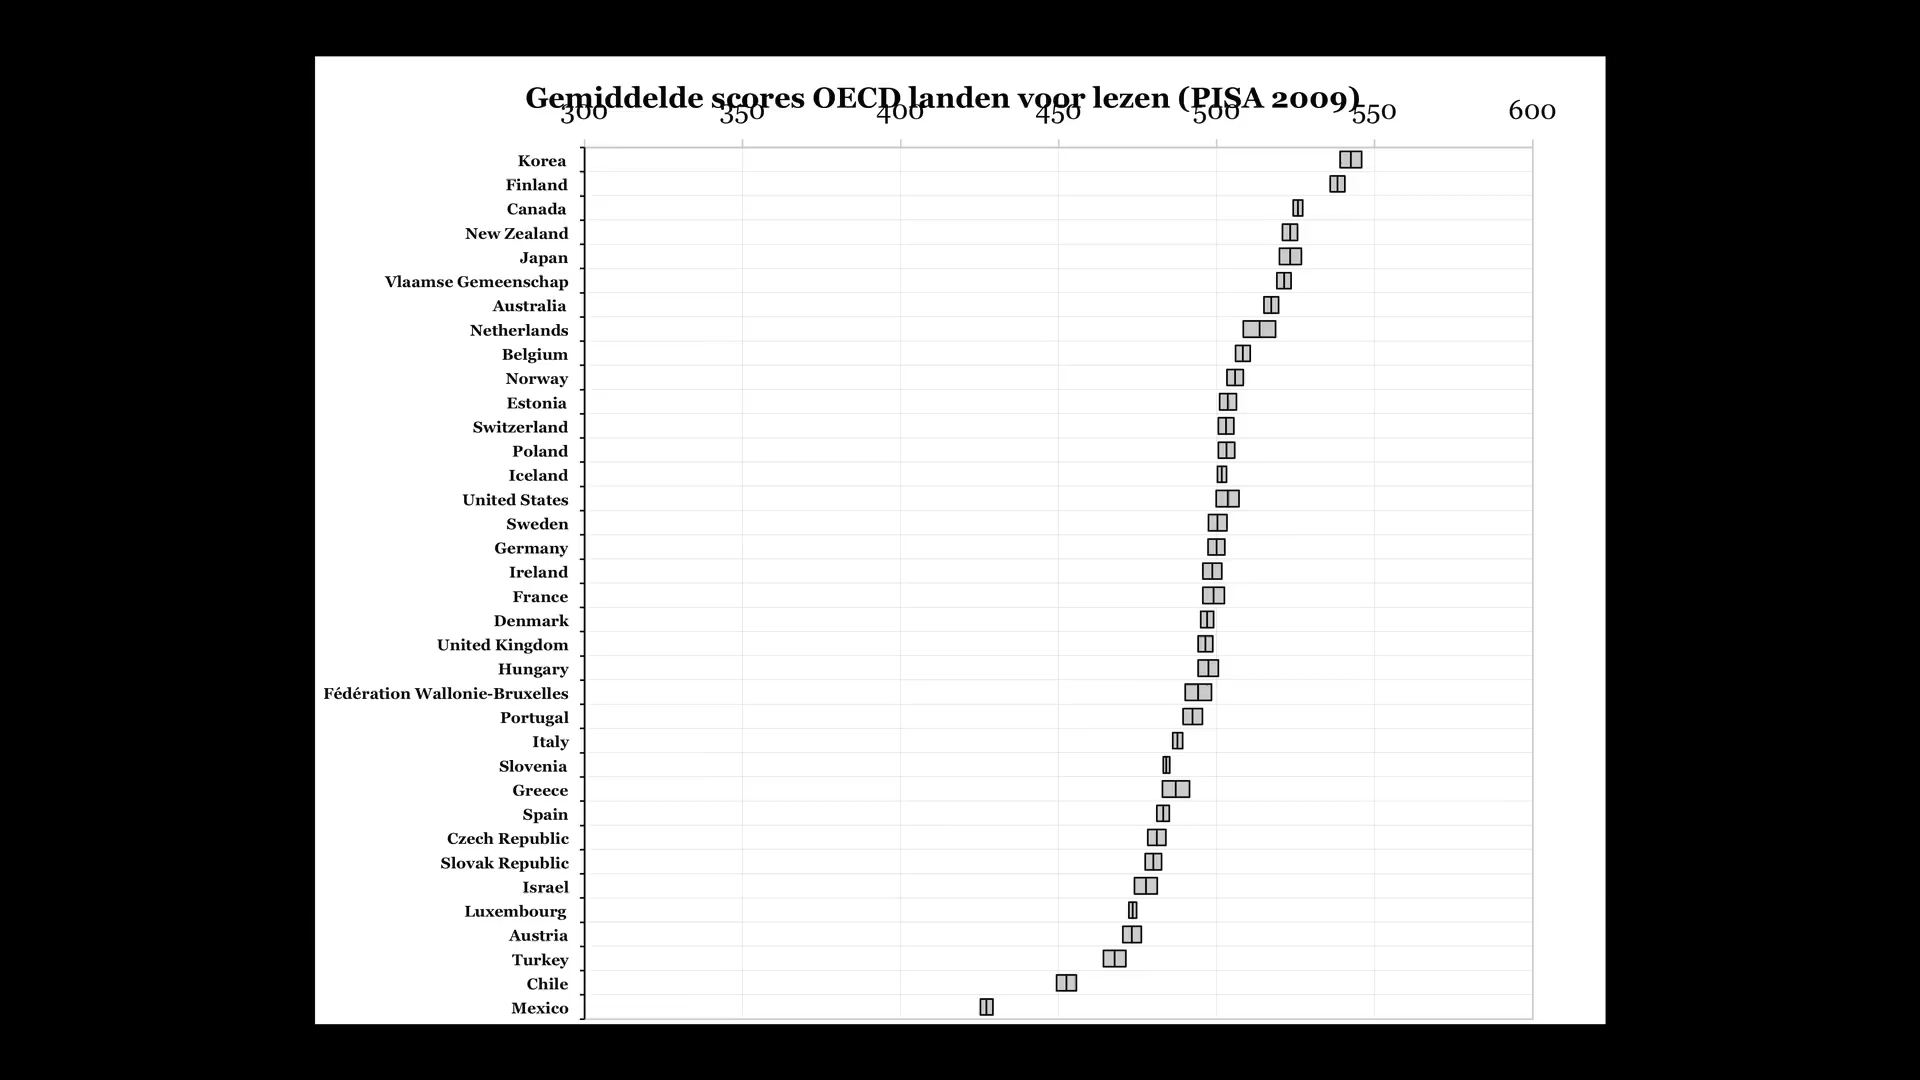 Gemiddelde scores OECD landen voor lezen (PISA 2009)
300 350 400 450 500 550 600
Korea
Finland
Canada
New Zealand
Japan
Vlaamse Gemeenschap
Australia
Netherlands
Belgium
Norway
Estonia
Switzerland
Poland
Iceland
United States
Sweden
Germany
Ireland
France
Denmark
United Kingdom
Hungary
Fédération Wallonie-Bruxelles
Portugal
Italy
Slovenia
Greece
Spain
Czech Republic
Slovak Republic
Israel
Luxembourg
Austria
Turkey
Chile
Mexico